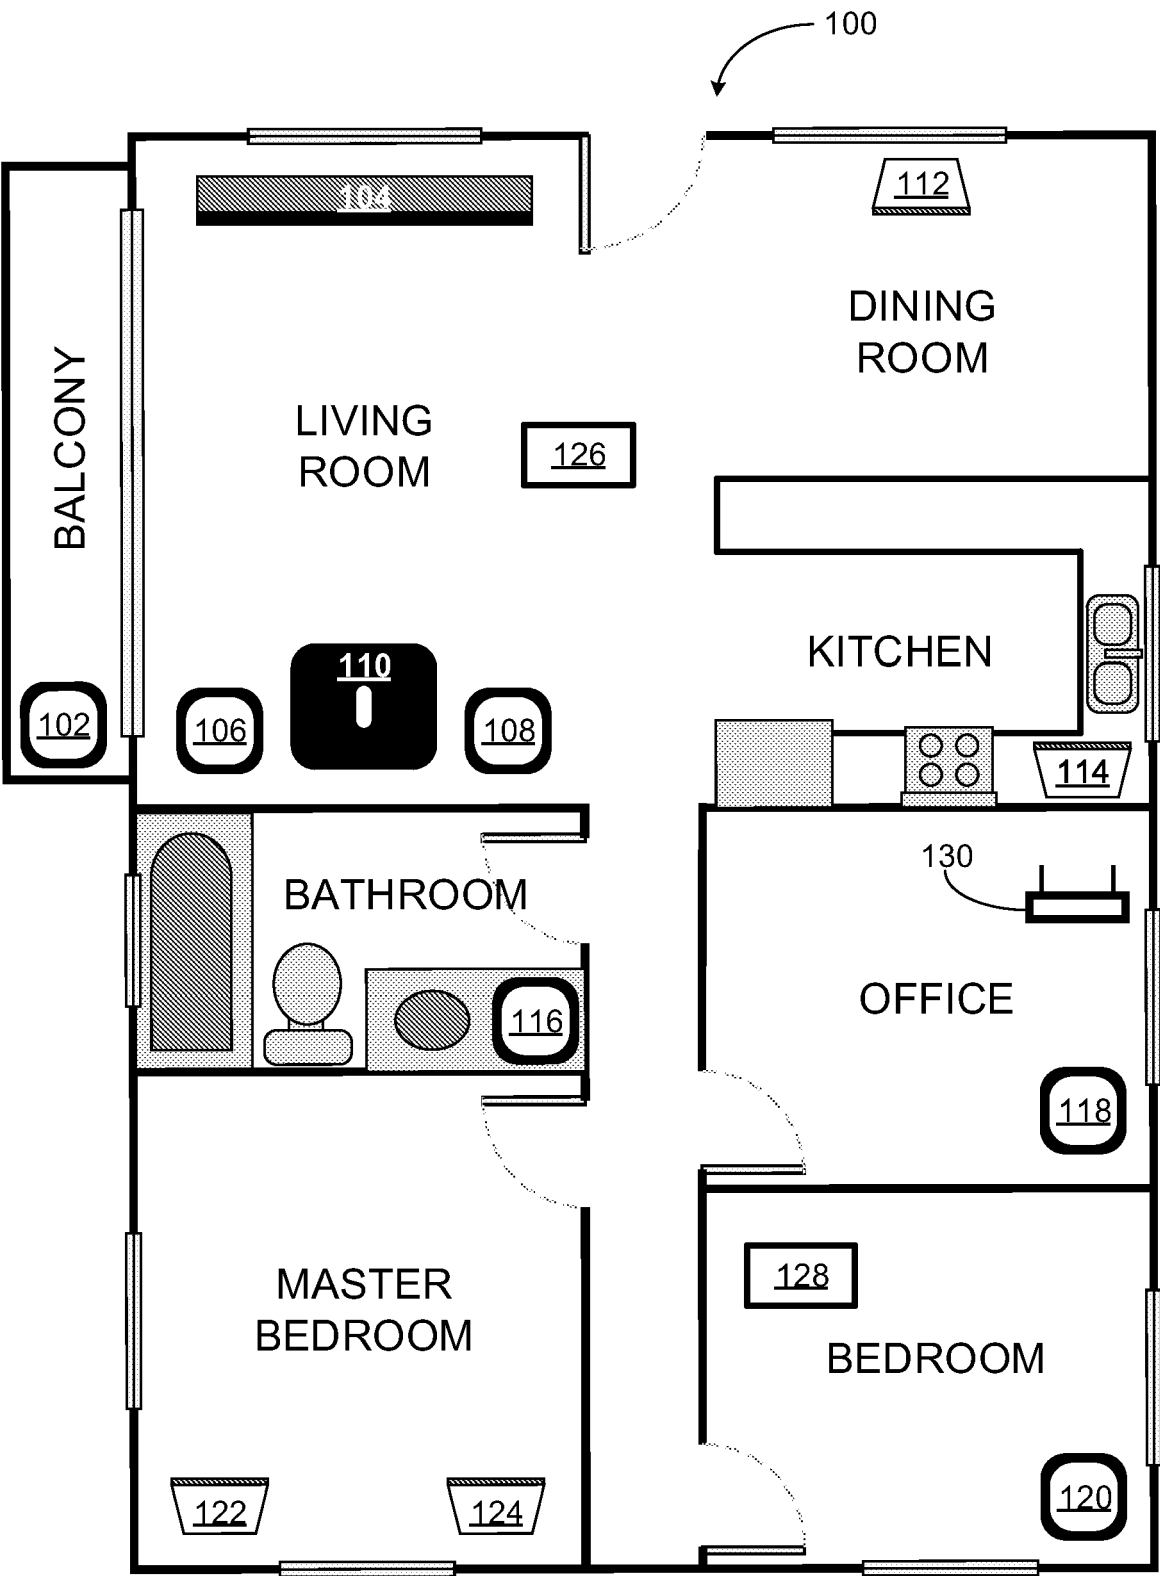 100
104
112
DINING
ROOM
BALCONY
LIVING
ROOM
126
KITCHEN
110
102
106
108
114
130
BATHROOM
OFFICE
116
118
128
MASTER
BEDROOM
BEDROOM
122
124
120